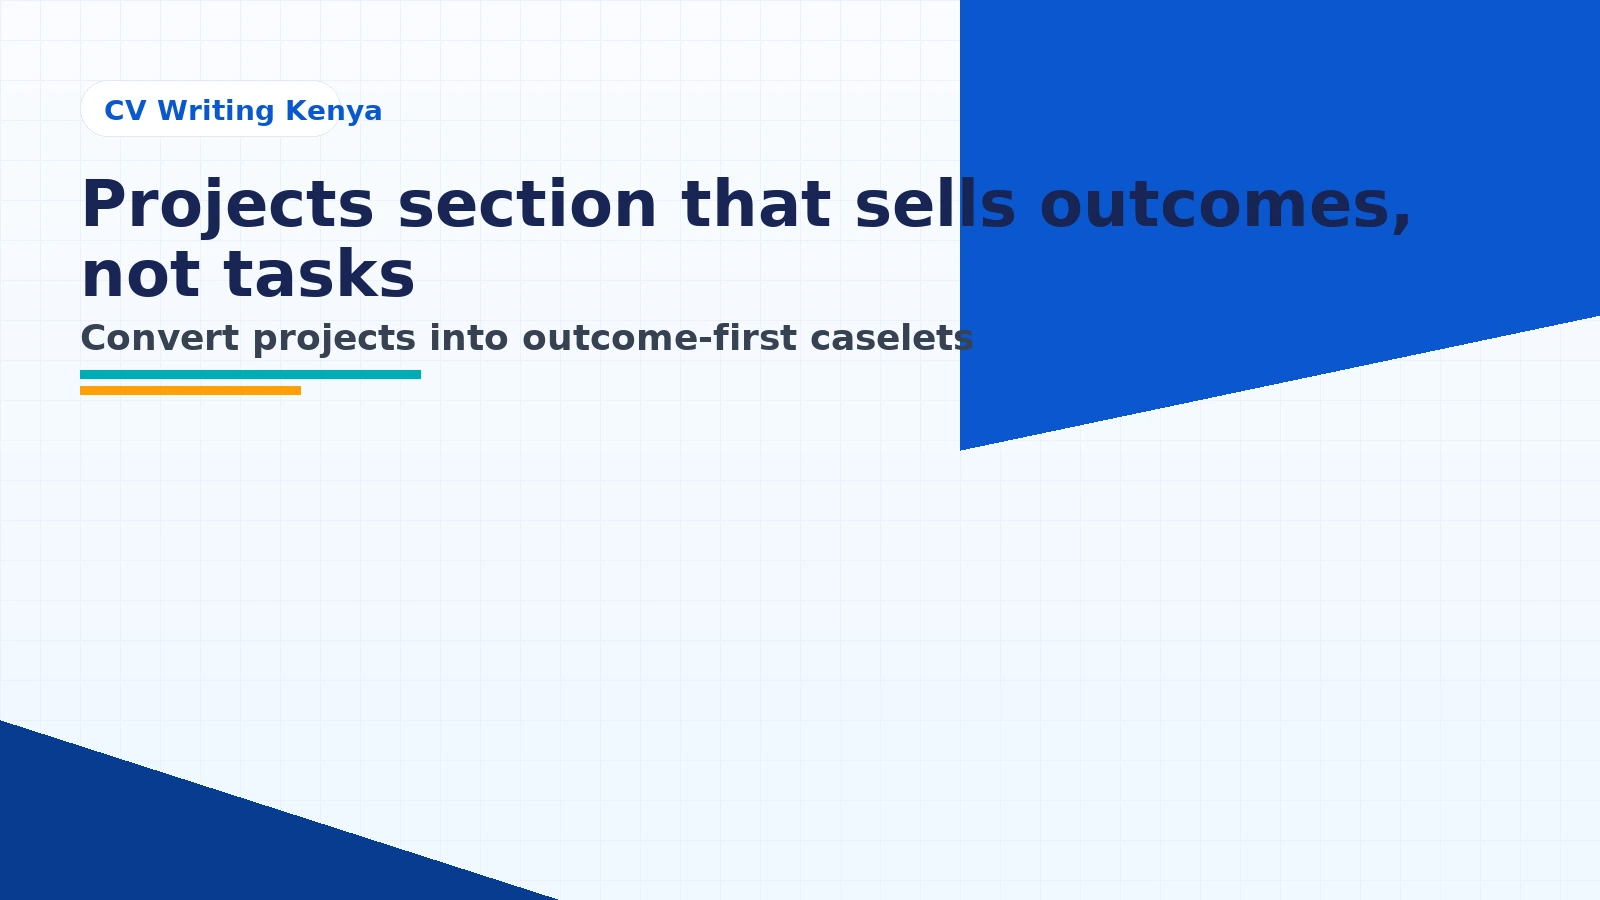 CV Writing Kenya
Projects section that sells outcomes,
not tasks
Convert projects into outcome-first caselets